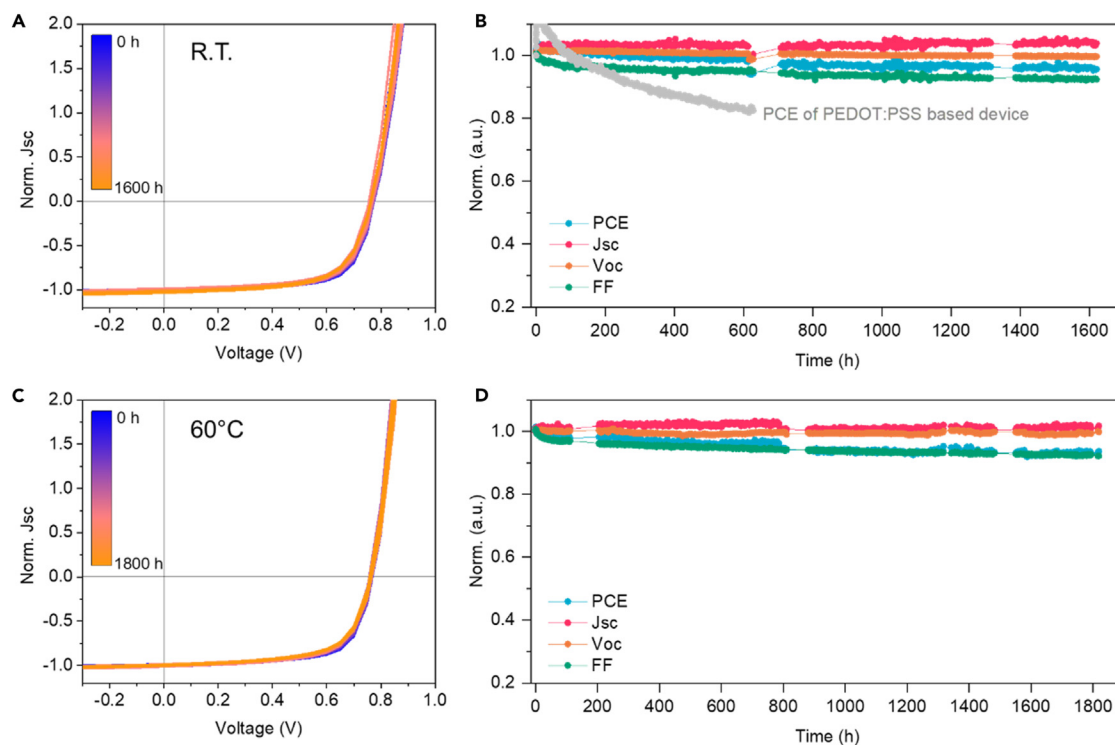 A
2.0
1.5
1.0
0.5
0.0
-0.5
-1.0
Norm. Jsc
R.T.
0 h
1600 h
-0.2
0.0
0.2
0.4
0.6
0.8
1.0
Voltage (V)
B
1.0
0.8
0.6
0.4
0.2
Norm. (a.u.)
PCE of PEDOT:PSS based device
PCE
Jsc
Voc
FF
0
200
400
600
800
1000
1200
1400
1600
Time (h)
C
2.0
1.5
1.0
0.5
0.0
-0.5
-1.0
Norm. Jsc
60°C
0 h
1800 h
-0.2
0.0
0.2
0.4
0.6
0.8
1.0
Voltage (V)
D
1.0
0.8
0.6
0.4
0.2
Norm. (a.u.)
PCE
Jsc
Voc
FF
0
200
400
600
800
1000
1200
1400
1600
1800
Time (h)